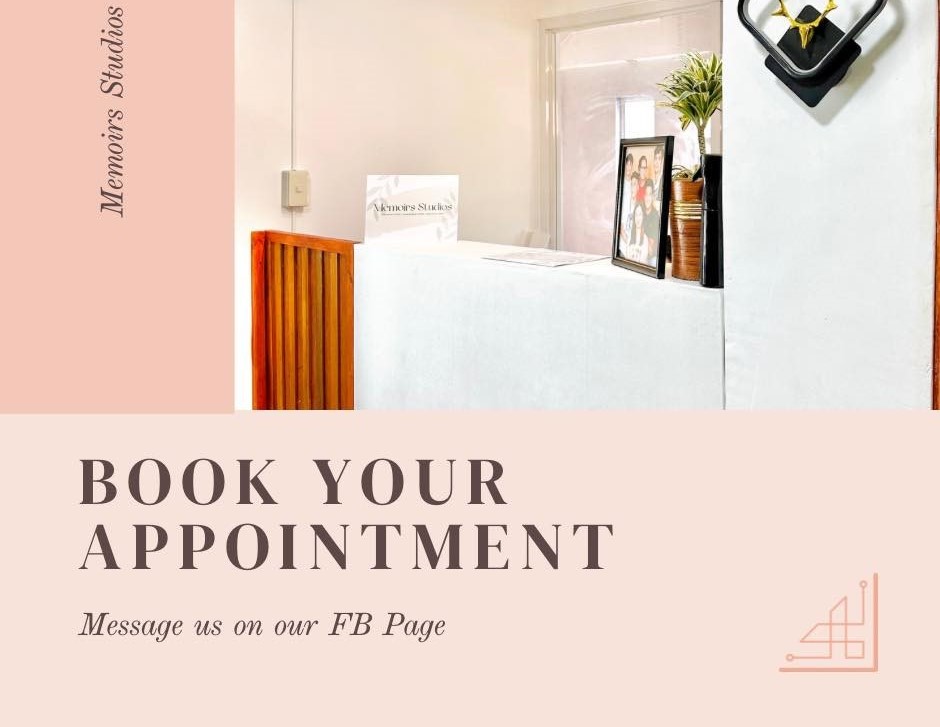 Memoirs Studios
Memoirs Studios
BOOK YOUR
APPOINTMENT
Message us on our FB Page